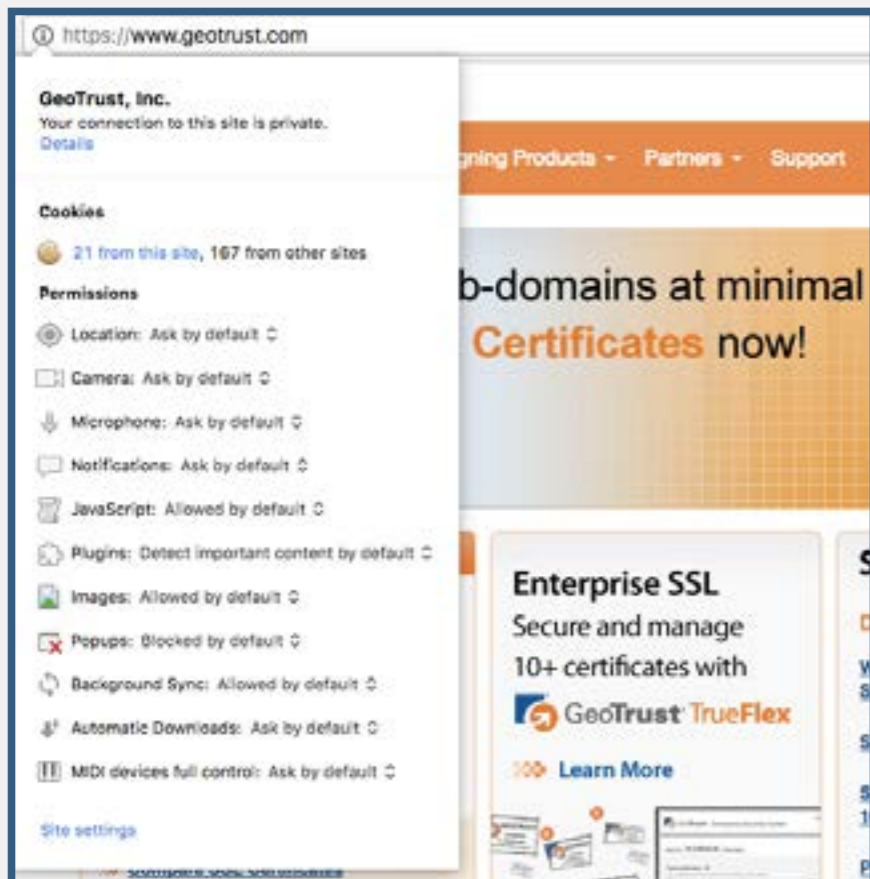 https://www.geotrust.com
GeoTrust, Inc.
Your connection to this site is private.
Details
Cookies
21 from this site, 167 from other sites
Permissions
Location: Ask by default
Camera: Ask by default
Microphone: Ask by default
Notifications: Ask by default
JavaScript: Allowed by default
Plugins: Detect important content by default
Images: Allowed by default
Popups: Blocked by default
Background Sync: Allowed by default
Automatic Downloads: Ask by default
MIDI devices full control: Ask by default
Site settings
gning Products Partners Support
b-domains at minimal
Certificates now!
Enterprise SSL
Secure and manage
10+ certificates with
GeoTrust TrueFlex
Learn More
Compare SSL Certificates